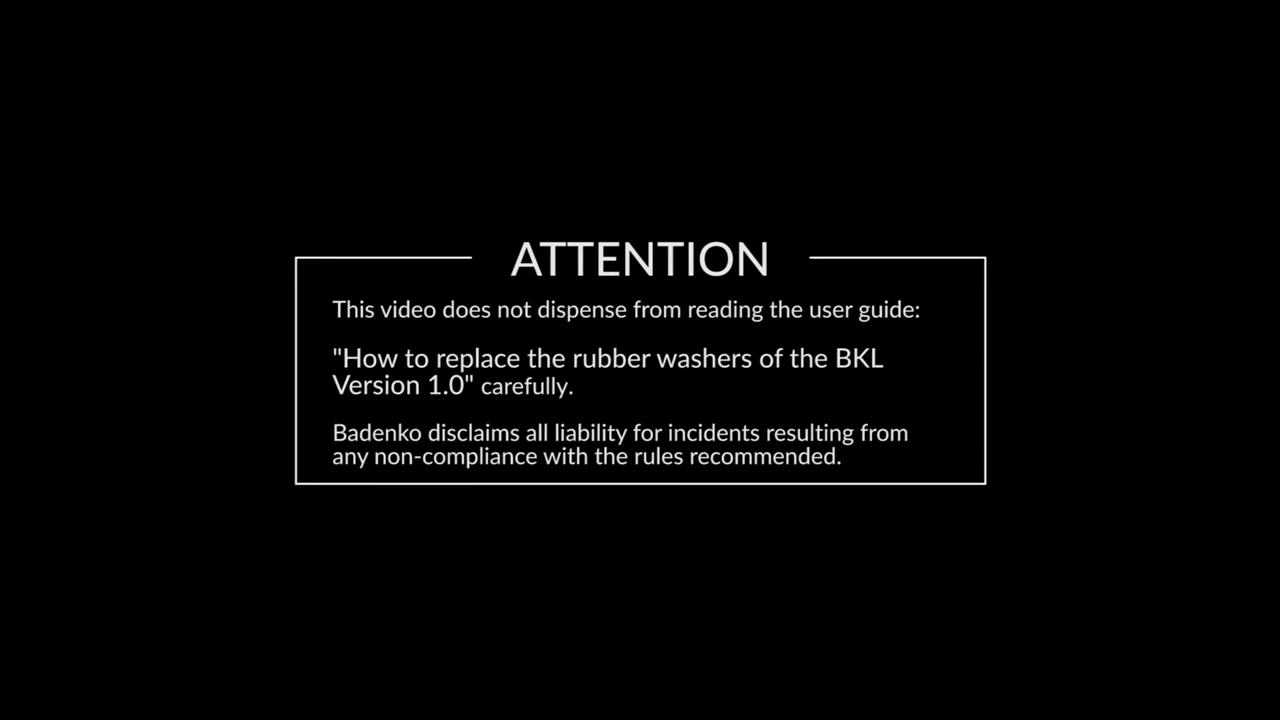 ATTENTION
This video does not dispense from reading the user guide:
"How to replace the rubber washers of the BKL
Version 1.0" carefully.
Badenko disclaims all liability for incidents resulting from
any non-compliance with the rules recommended.